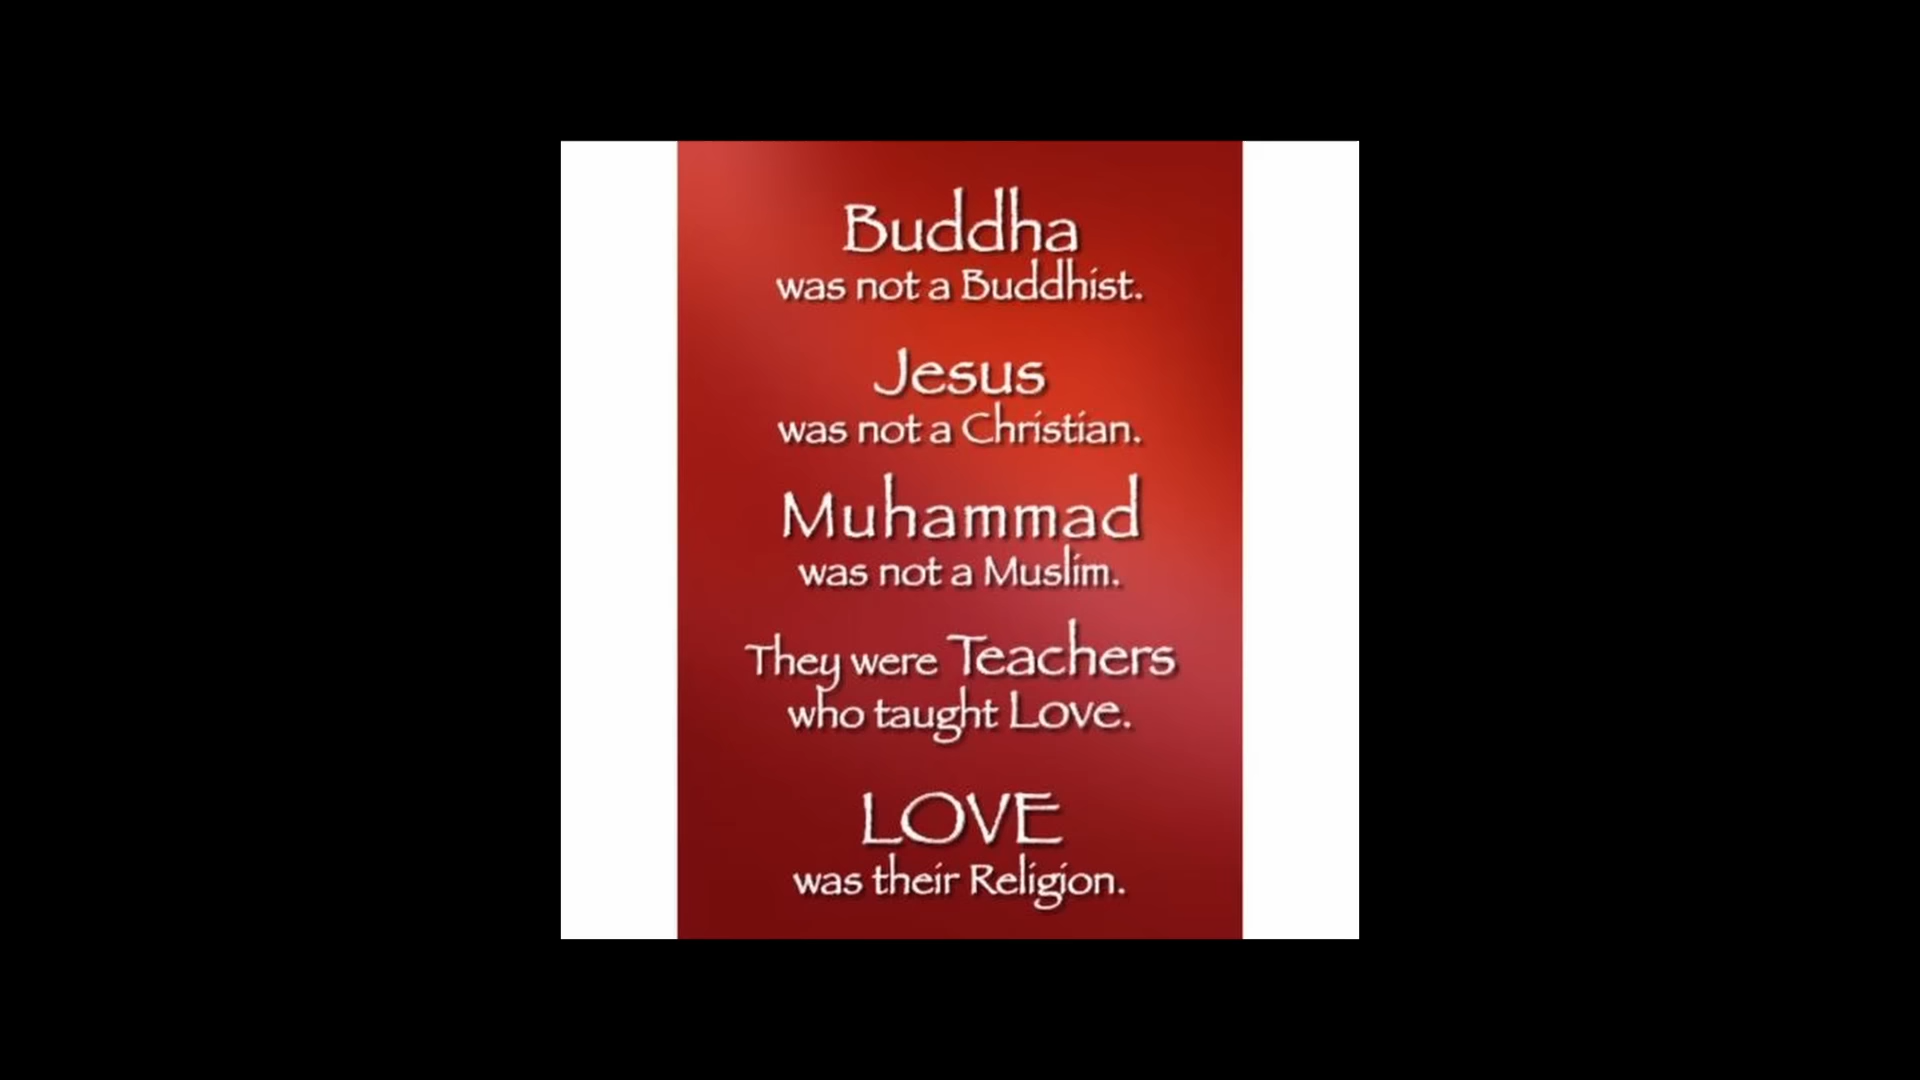 Buddha
was not a Buddhist.
Jesus
was not a Christian.
Muhammad
was not a Muslim.
They were Teachers
who taught Love.
LOVE
was their Religion.